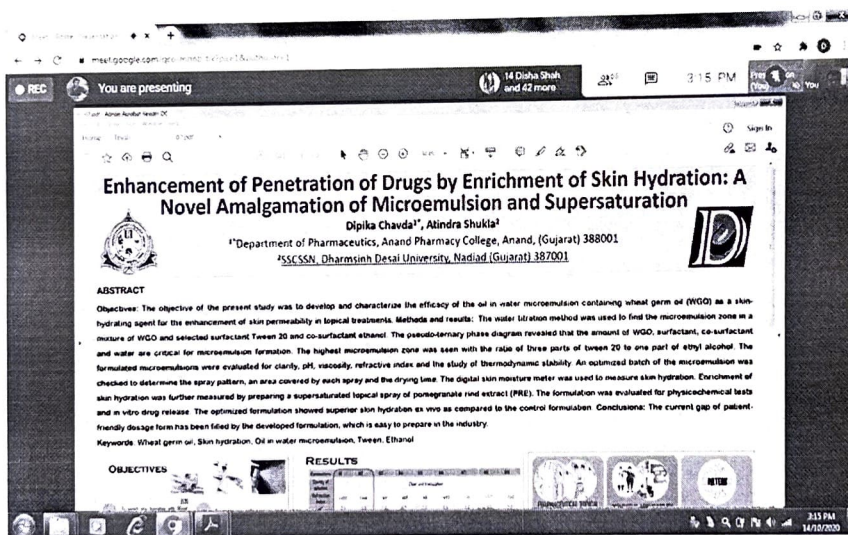 meet.google.com
REC
You are presenting
14 Disha Shah
and 42 more
3:15 PM
You
Sign In
Enhancement of Penetration of Drugs by Enrichment of Skin Hydration: A
Novel Amalgamation of Microemulsion and Supersaturation
Dipika Chavda¹*, Atindra Shukla²
¹*Department of Pharmaceutics, Anand Pharmacy College, Anand, (Gujarat) 388001
²SSCSSN, Dharmsinh Desai University, Nadiad (Gujarat) 387001
ABSTRACT
Objectives: The objective of the present study was to develop and characterize the efficacy of the oil in water microemulsion containing wheat germ oil (WGO) as a skin-
hydrating agent for the enhancement of skin permeability in topical treatments. Methods and results: The water titration method was used to find the microemulsion zone in a
mixture of WGO and selected surfactant Tween 20 and co-surfactant ethanol. The pseudo-ternary phase diagram revealed that the amount of WGO, surfactant, co-surfactant
and water are critical for microemulsion formation. The highest microemulsion zone was seen with the ratio of three parts of tween 20 to one part of ethyl alcohol. The
formulated microemulsions were evaluated for clarity, pH, viscosity, refractive index and the study of thermodynamic stability. An optimized batch of the microemulsion was
checked to determine the spray pattern, an area covered by each spray and the drying time. The digital skin moisture meter was used to measure skin hydration. Enrichment of
skin hydration was further measured by preparing a supersaturated topical spray of pomegranate rind extract (PRE). The formulation was evaluated for physicochemical tests
and in vitro drug release. The optimized formulation showed superior skin hydration ex vivo as compared to the control formulation. Conclusions: The current gap of patient-
friendly dosage form has been filled by the developed formulation, which is easy to prepare in the industry.
Keywords: Wheat germ oil, Skin hydration, Oil in water microemulsion, Tween, Ethanol
OBJECTIVES
RESULTS
3:15 PM
14/10/2020